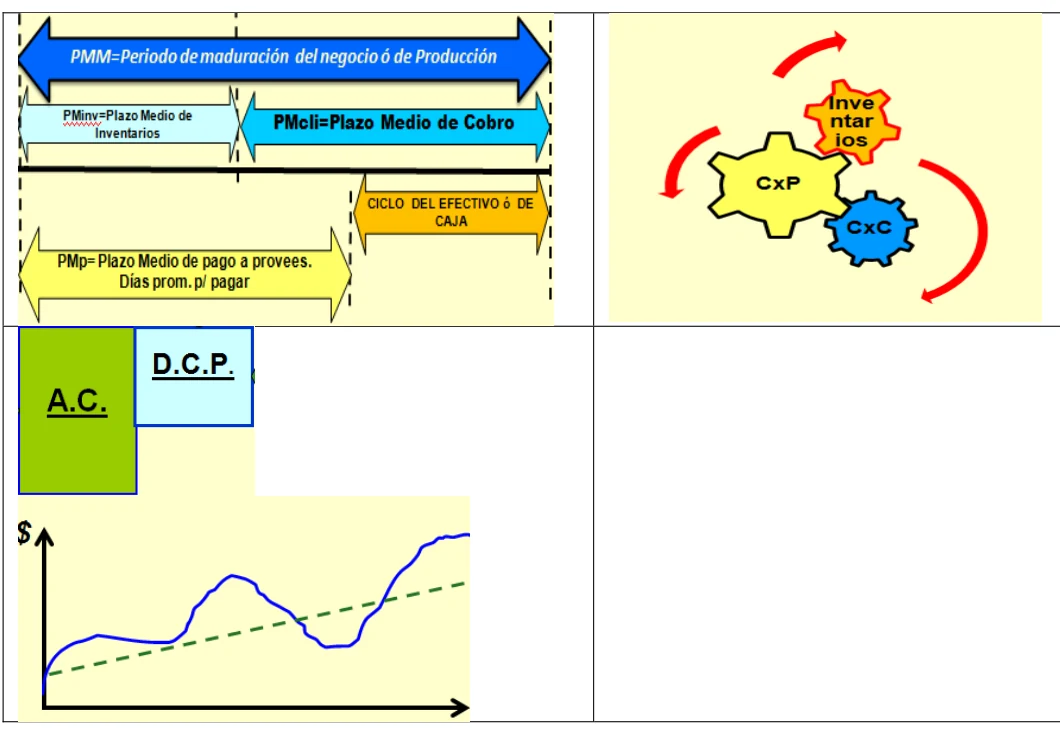 PMM=Periodo de maduración del negocio ó de Producción
PMinv=Plazo Medio de
Inventarios
PMcli=Plazo Medio de Cobro
CICLO DEL EFECTIVO ó DE
CAJA
PMp= Plazo Medio de pago a provees.
Días prom. p/ pagar
Inve
ntar
ios
CxP
CxC
A.C.
D.C.P.
$